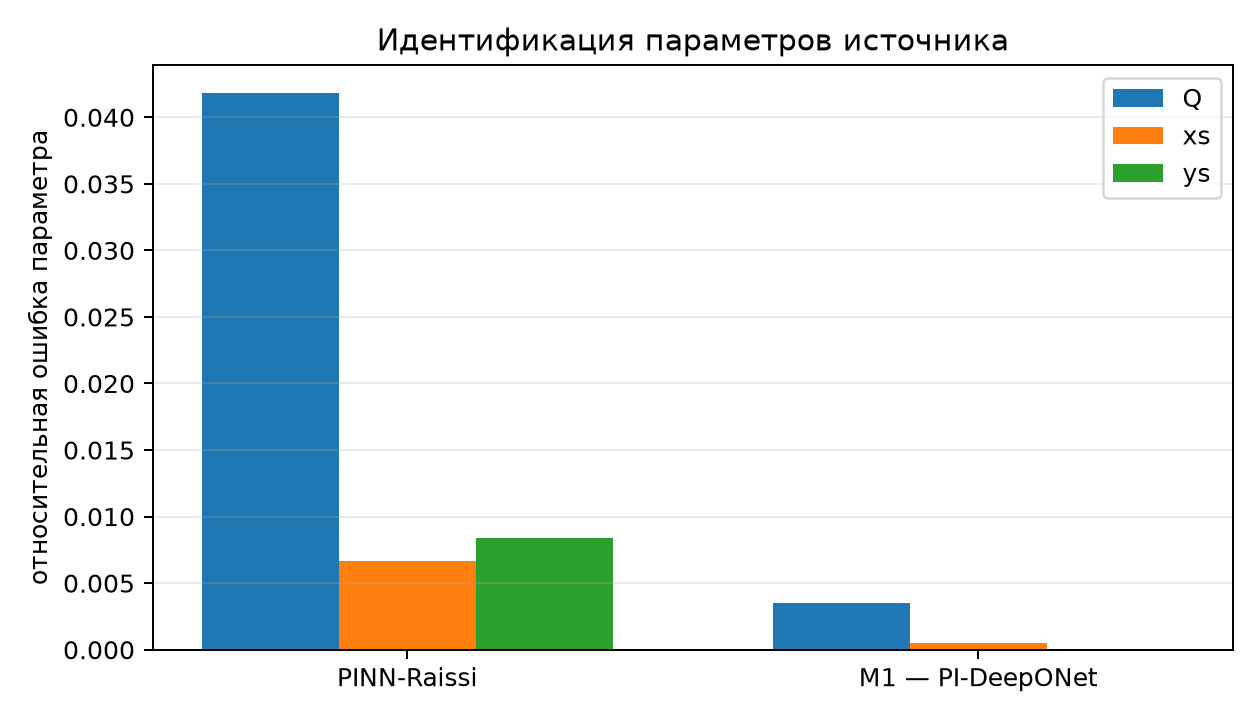 Идентификация параметров источника
относительная ошибка параметра
0.040
0.035
0.030
0.025
0.020
0.015
0.010
0.005
0.000
Q
xs
ys
PINN-Raissi
M1 — PI-DeepONet